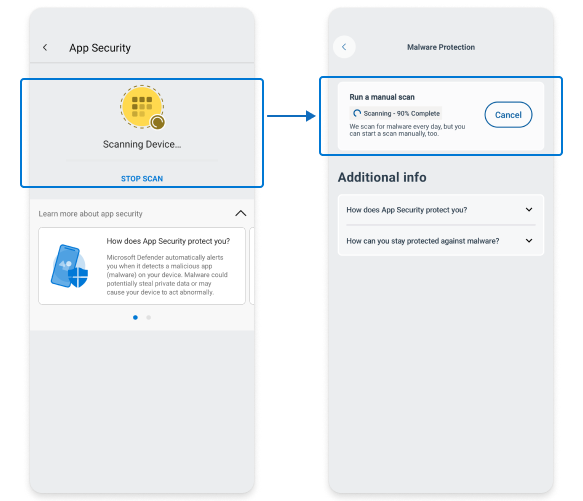 App Security
Scanning Device...
STOP SCAN
Learn more about app security
How does App Security protect you?
Microsoft Defender automatically alerts
you when it detects a malicious app
(malware) on your device. Malware could
potentially steal private data or may
cause your device to act abnormally.
Malware Protection
Run a manual scan
Scanning - 90% Complete
We scan for malware every day, but you
can start a scan manually, too.
Cancel
Additional info
How does App Security protect you?
How can you stay protected against malware?